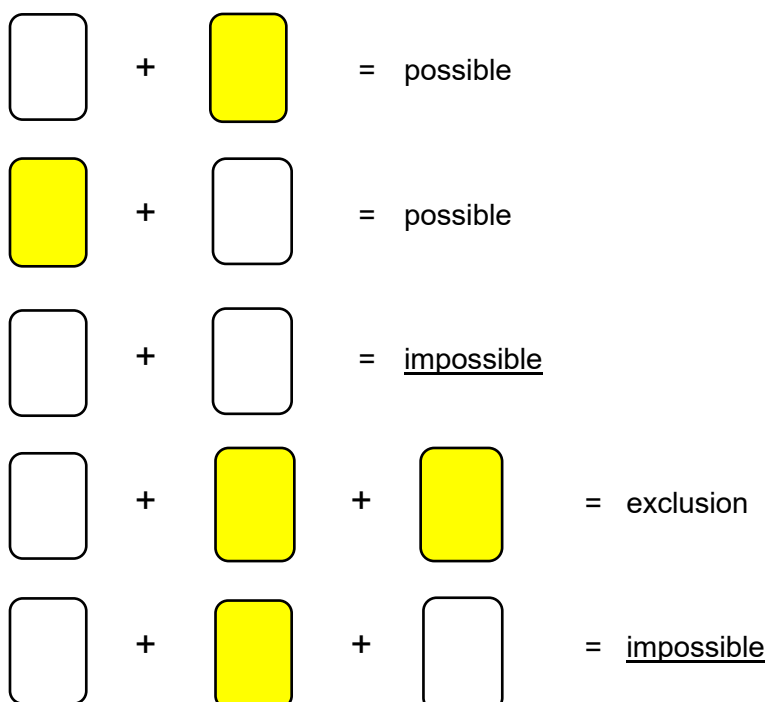 + = possible
+ = possible
+ = impossible
+ + = exclusion
+ + = impossible